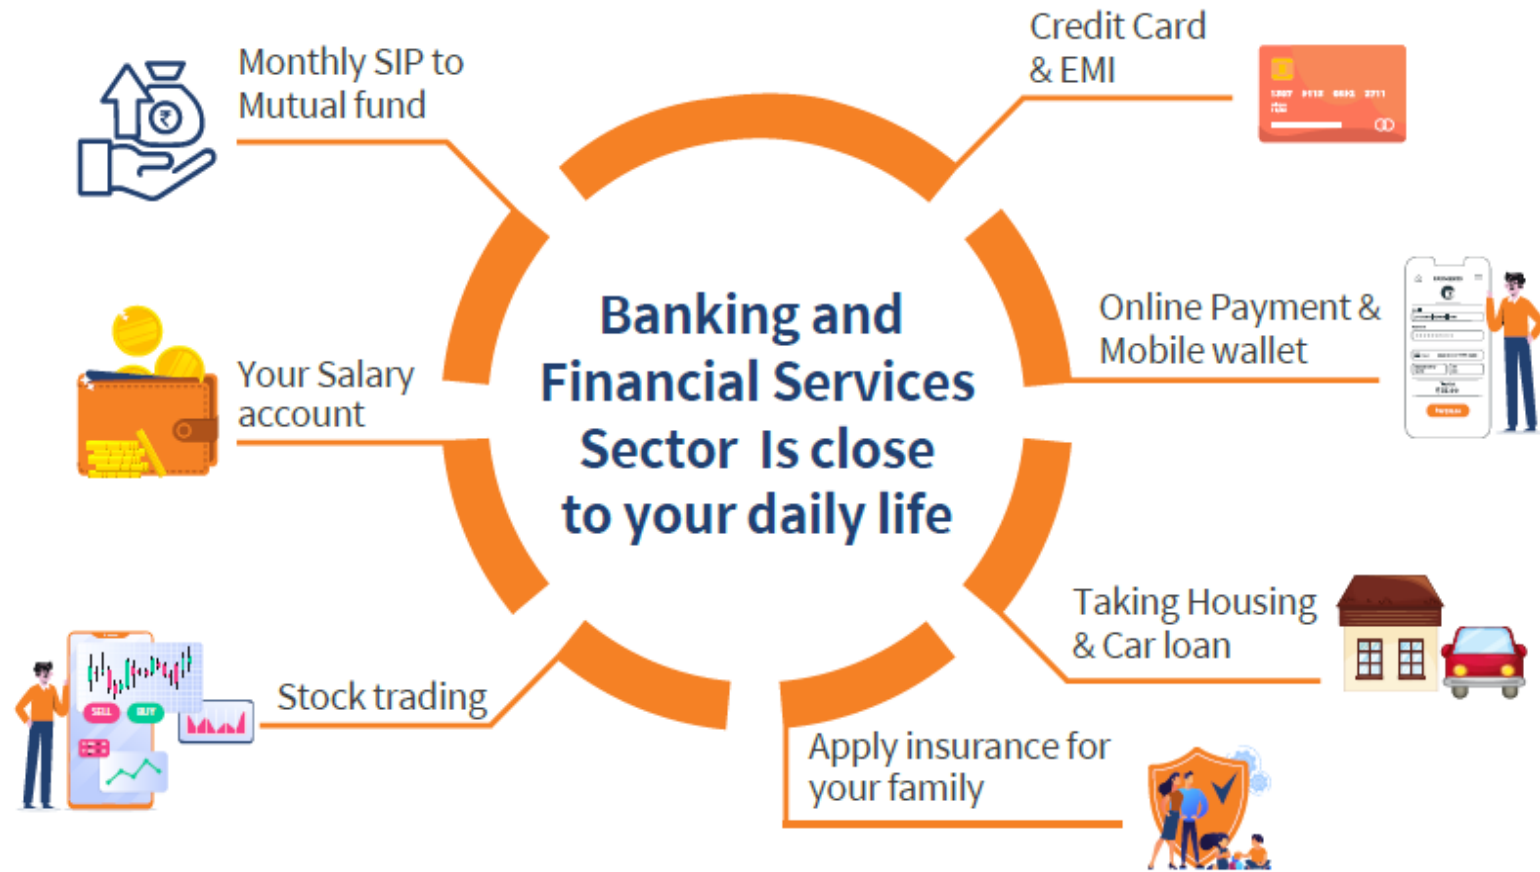 Monthly SIP to
Mutual fund
Credit Card
& EMI
Online Payment &
Mobile wallet
Your Salary
account
Banking and
Financial Services
Sector Is close
to your daily life
Taking Housing
& Car loan
Stock trading
SELL
BUY
Apply insurance for
your family
₹